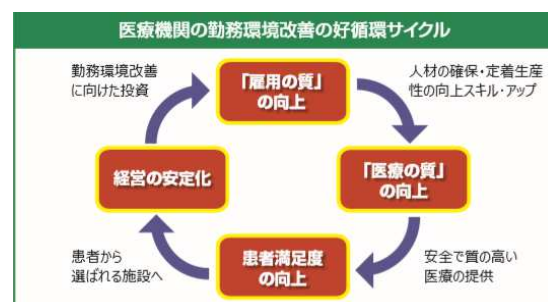 医療機関の勤務環境改善の好循環サイクル
勤務環境改善
に向けた投資
「雇用の質」
の向上
人材の確保・定着生産
性の向上スキル・アップ
経営の安定化
「医療の質」
の向上
患者から
選ばれる施設へ
患者満足度
の向上
安全で質の高い
医療の提供